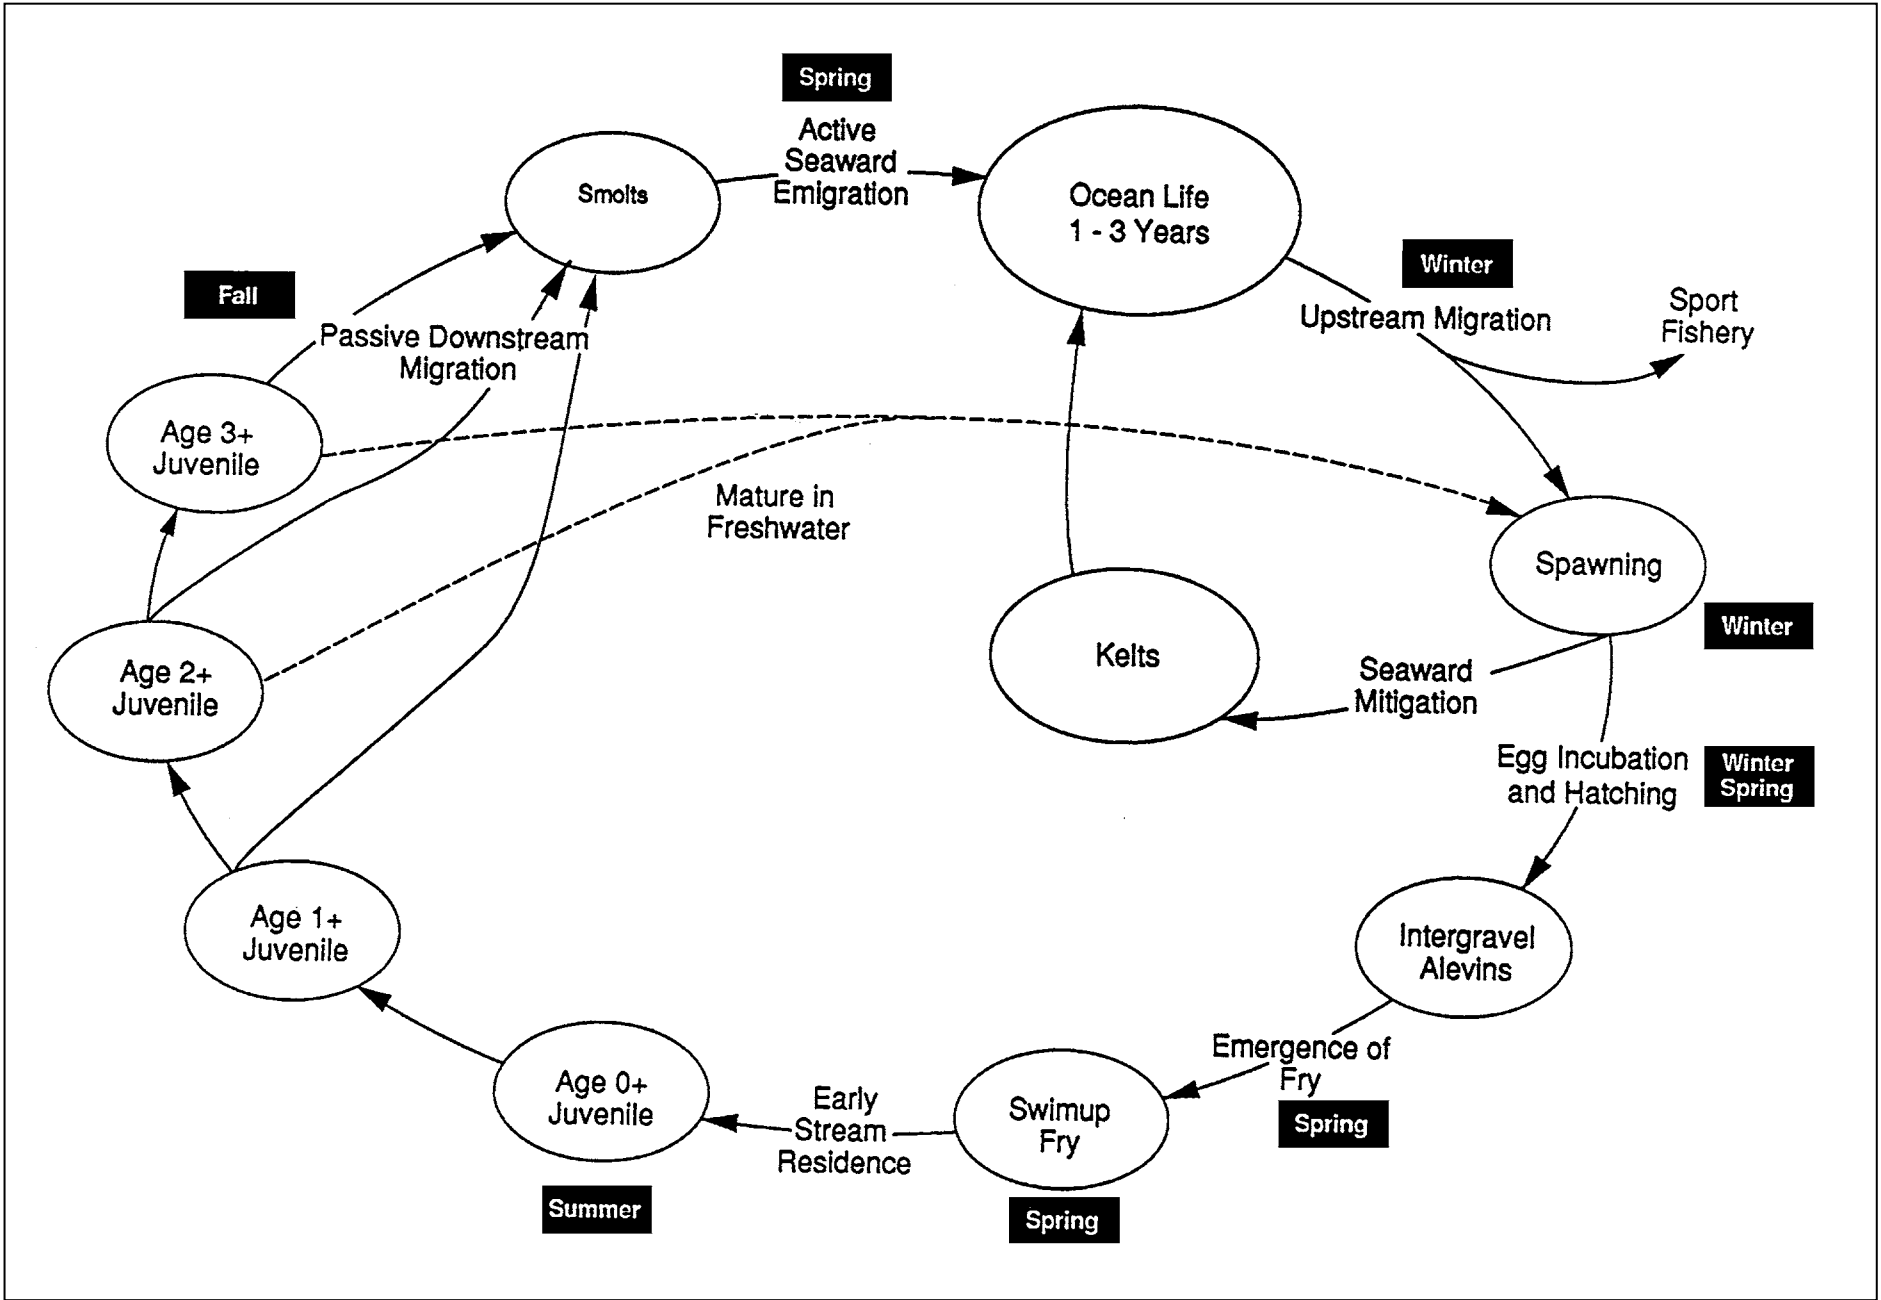 Spring
Active
Seaward
Emigration
Smolts
Ocean Life
1 - 3 Years
Winter
Upstream Migration
Sport
Fishery
Fall
Passive Downstream
Migration
Age 3+
Juvenile
Mature in
Freshwater
Spawning
Winter
Kelts
Seaward
Mitigation
Age 2+
Juvenile
Egg Incubation
and Hatching
Winter
Spring
Age 1+
Juvenile
Intergravel
Alevins
Emergence of
Fry
Spring
Swimup
Fry
Spring
Early
Stream
Residence
Age 0+
Juvenile
Summer